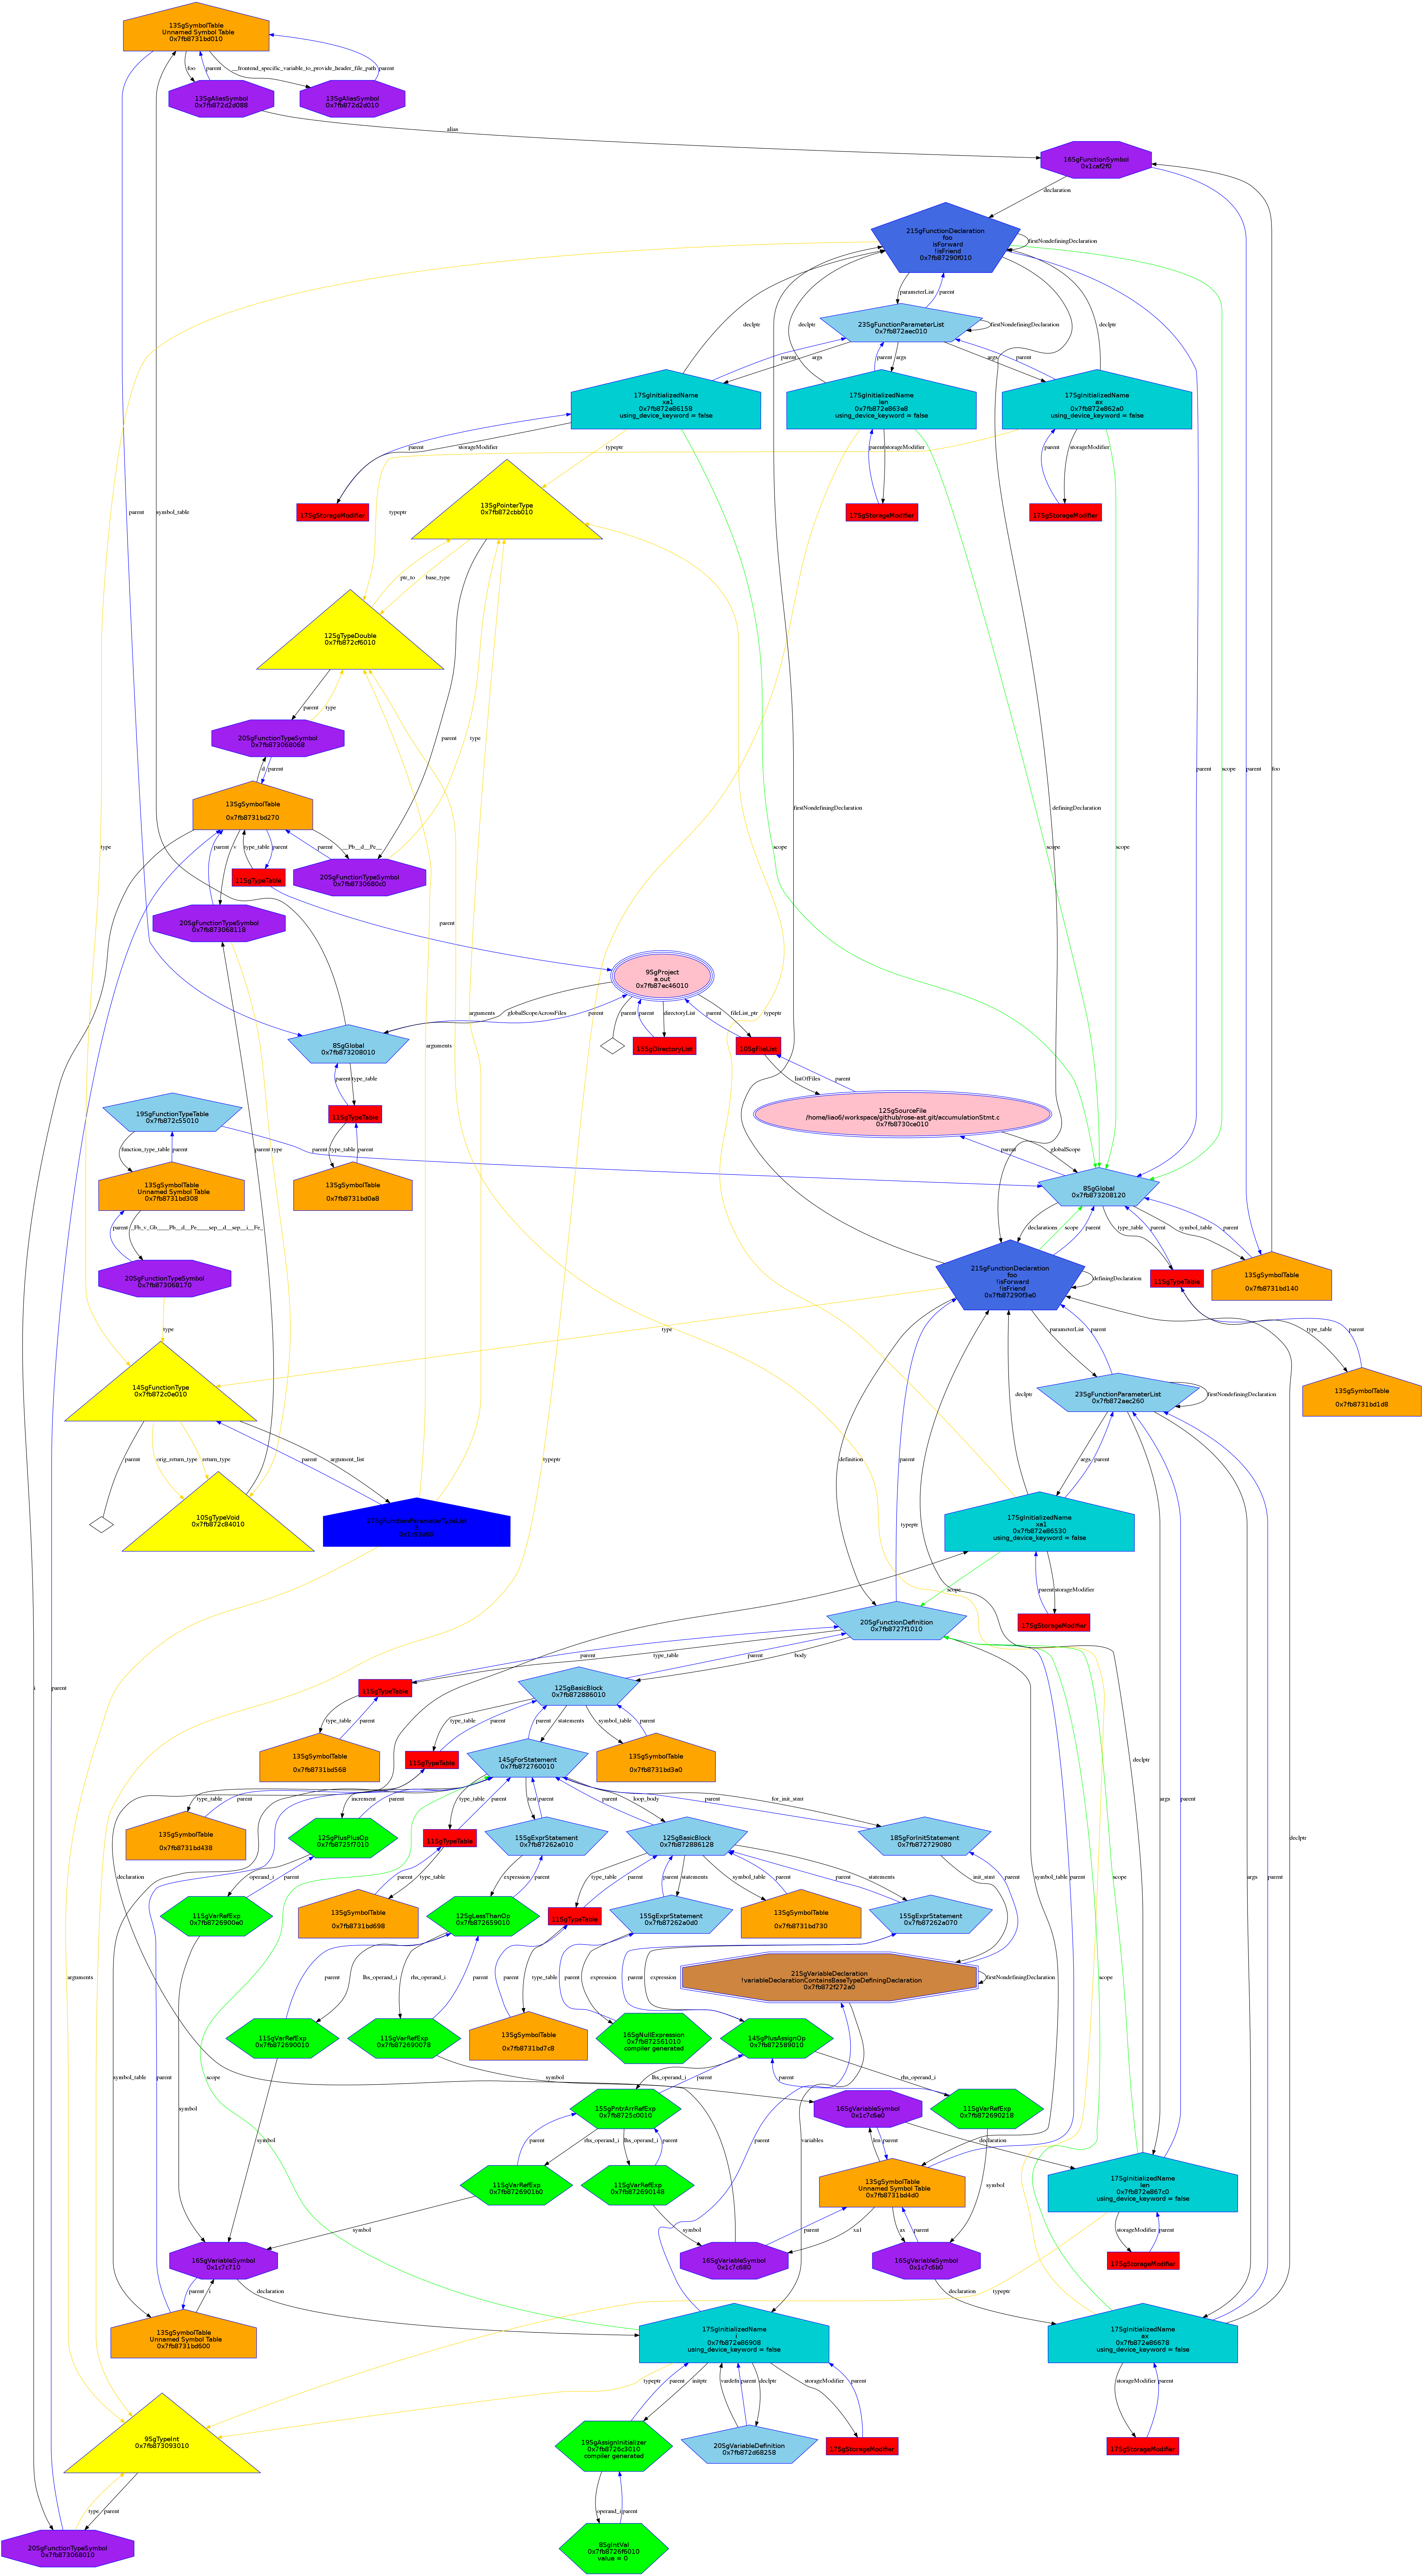 13SgSymbolTable
Unnamed Symbol Table
0x7fb8731bd010
foo
parent
__frontend_specific_variable_to_provide_header_file_path
parent
13SgAliasSymbol
0x7fb872d2d088
13SgAliasSymbol
0x7fb872d2d010
alias
16SgFunctionSymbol
0x1caf2f0
declaration
21SgFunctionDeclaration
foo
isForward
!isFriend
0x7fb87290f010
firstNondefiningDeclaration
parameterList
parent
23SgFunctionParameterList
0x7fb872aec010
firstNondefiningDeclaration
declptr
declptr
declptr
parent
args
parent
args
args
parent
17SgInitializedName
xa1
0x7fb872e86158
using_device_keyword = false
17SgInitializedName
len
0x7fb872e863e8
using_device_keyword = false
17SgInitializedName
ax
0x7fb872e862a0
using_device_keyword = false
parent
storageModifier
typeptr
parent
storageModifier
parent
storageModifier
17SgStorageModifier
17SgStorageModifier
17SgStorageModifier
parent
symbol_table
typeptr
13SgPointerType
0x7fb872cbb010
ptr_to
base_type
12SgTypeDouble
0x7fb872cf6010
parent
type
parent
type
20SgFunctionTypeSymbol
0x7fb873068068
d
parent
13SgSymbolTable
0x7fb8731bd270
firstNondefiningDeclaration
definingDeclaration
parent
scope
parent
foo
type
parent
v
type_table
parent
parent
__Pb__d__Pe__
scope
scope
scope
11SgTypeTable
20SgFunctionTypeSymbol
0x7fb8730680c0
20SgFunctionTypeSymbol
0x7fb873068118
parent
9SgProject
a.out
0x7fb87ec46010
arguments
globalScopeAcrossFiles
parent
parent
parent
directoryList
fileList_ptr
parent
typeptr
8SgGlobal
0x7fb873208010
15SgDirectoryList
10SgFileList
arguments
parent
type_table
listOfFiles
parent
19SgFunctionTypeTable
0x7fb872c55010
11SgTypeTable
12SgSourceFile
/home/liao6/workspace/github/rose-ast.git/accumulationStmt.c
0x7fb8730ce010
function_type_table
parent
parent
type
parent
type_table
parent
parent
globalScope
13SgSymbolTable
Unnamed Symbol Table
0x7fb8731bd308
13SgSymbolTable
0x7fb8731bd0a8
8SgGlobal
0x7fb873208120
parent
_Fb_v_Gb____Pb__d__Pe____sep__d__sep__i__Fe_
declarations
scope
parent
type_table
parent
symbol_table
parent
20SgFunctionTypeSymbol
0x7fb873068170
21SgFunctionDeclaration
foo
!isForward
!isFriend
0x7fb87290f3e0
definingDeclaration
11SgTypeTable
13SgSymbolTable
0x7fb8731bd140
type
type
parameterList
parent
type_table
parent
14SgFunctionType
0x7fb872c0e010
23SgFunctionParameterList
0x7fb872aec260
firstNondefiningDeclaration
declptr
13SgSymbolTable
0x7fb8731bd1d8
parent
orig_return_type
return_type
parent
argument_list
typeptr
definition
parent
args
parent
10SgTypeVoid
0x7fb872c84010
17SgInitializedName
xa1
0x7fb872e86530
using_device_keyword = false
typeptr
scope
parent
storageModifier
20SgFunctionDefinition
0x7fb8727f1010
17SgStorageModifier
i
parent
parent
type_table
parent
body
declptr
11SgTypeTable
12SgBasicBlock
0x7fb872886010
type_table
parent
type_table
parent
parent
statements
symbol_table
parent
13SgSymbolTable
0x7fb8731bd568
11SgTypeTable
14SgForStatement
0x7fb872760010
13SgSymbolTable
0x7fb8731bd3a0
type_table
parent
increment
parent
type_table
parent
test
parent
parent
loop_body
parent
for_init_stmt
args
parent
args
parent
declptr
13SgSymbolTable
0x7fb8731bd438
12SgPlusPlusOp
0x7fb8725f7010
11SgTypeTable
15SgExprStatement
0x7fb87262a010
12SgBasicBlock
0x7fb872886128
18SgForInitStatement
0x7fb872729080
declaration
operand_i
parent
parent
type_table
expression
parent
type_table
parent
parent
statements
symbol_table
parent
parent
statements
init_stmt
parent
symbol_table
parent
scope
11SgVarRefExp
0x7fb8726900e0
13SgSymbolTable
0x7fb8731bd698
12SgLessThanOp
0x7fb872659010
11SgTypeTable
15SgExprStatement
0x7fb87262a0d0
13SgSymbolTable
0x7fb8731bd730
15SgExprStatement
0x7fb87262a070
arguments
parent
lhs_operand_i
rhs_operand_i
parent
parent
type_table
parent
expression
parent
expression
21SgVariableDeclaration
!variableDeclarationContainsBaseTypeDefiningDeclaration
0x7fb872f272a0
firstNondefiningDeclaration
scope
11SgVarRefExp
0x7fb872690010
11SgVarRefExp
0x7fb872690078
13SgSymbolTable
0x7fb8731bd7c8
16SgNullExpression
0x7fb872561010
compiler generated
14SgPlusAssignOp
0x7fb872589010
symbol_table
parent
scope
symbol
symbol
lhs_operand_i
parent
parent
rhs_operand_i
15SgPntrArrRefExp
0x7fb8725c0010
16SgVariableSymbol
0x1c7c6e0
11SgVarRefExp
0x7fb872690218
symbol
parent
rhs_operand_i
lhs_operand_i
parent
parent
variables
len
parent
declaration
11SgVarRefExp
0x7fb8726901b0
11SgVarRefExp
0x7fb872690148
13SgSymbolTable
Unnamed Symbol Table
0x7fb8731bd4d0
symbol
17SgInitializedName
len
0x7fb872e867c0
using_device_keyword = false
symbol
symbol
parent
xa1
ax
parent
storageModifier
parent
16SgVariableSymbol
0x1c7c710
16SgVariableSymbol
0x1c7c680
16SgVariableSymbol
0x1c7c6b0
17SgStorageModifier
parent
i
declaration
declaration
typeptr
13SgSymbolTable
Unnamed Symbol Table
0x7fb8731bd600
17SgInitializedName
i
0x7fb872e86908
using_device_keyword = false
17SgInitializedName
ax
0x7fb872e86678
using_device_keyword = false
typeptr
parent
initptr
vardefn
parent
declptr
storageModifier
parent
storageModifier
parent
9SgTypeInt
0x7fb873093010
19SgAssignInitializer
0x7fb8726c3010
compiler generated
20SgVariableDefinition
0x7fb872d68258
17SgStorageModifier
17SgStorageModifier
type
parent
operand_i
parent
20SgFunctionTypeSymbol
0x7fb873068010
8SgIntVal
0x7fb8726f6010
value = 0